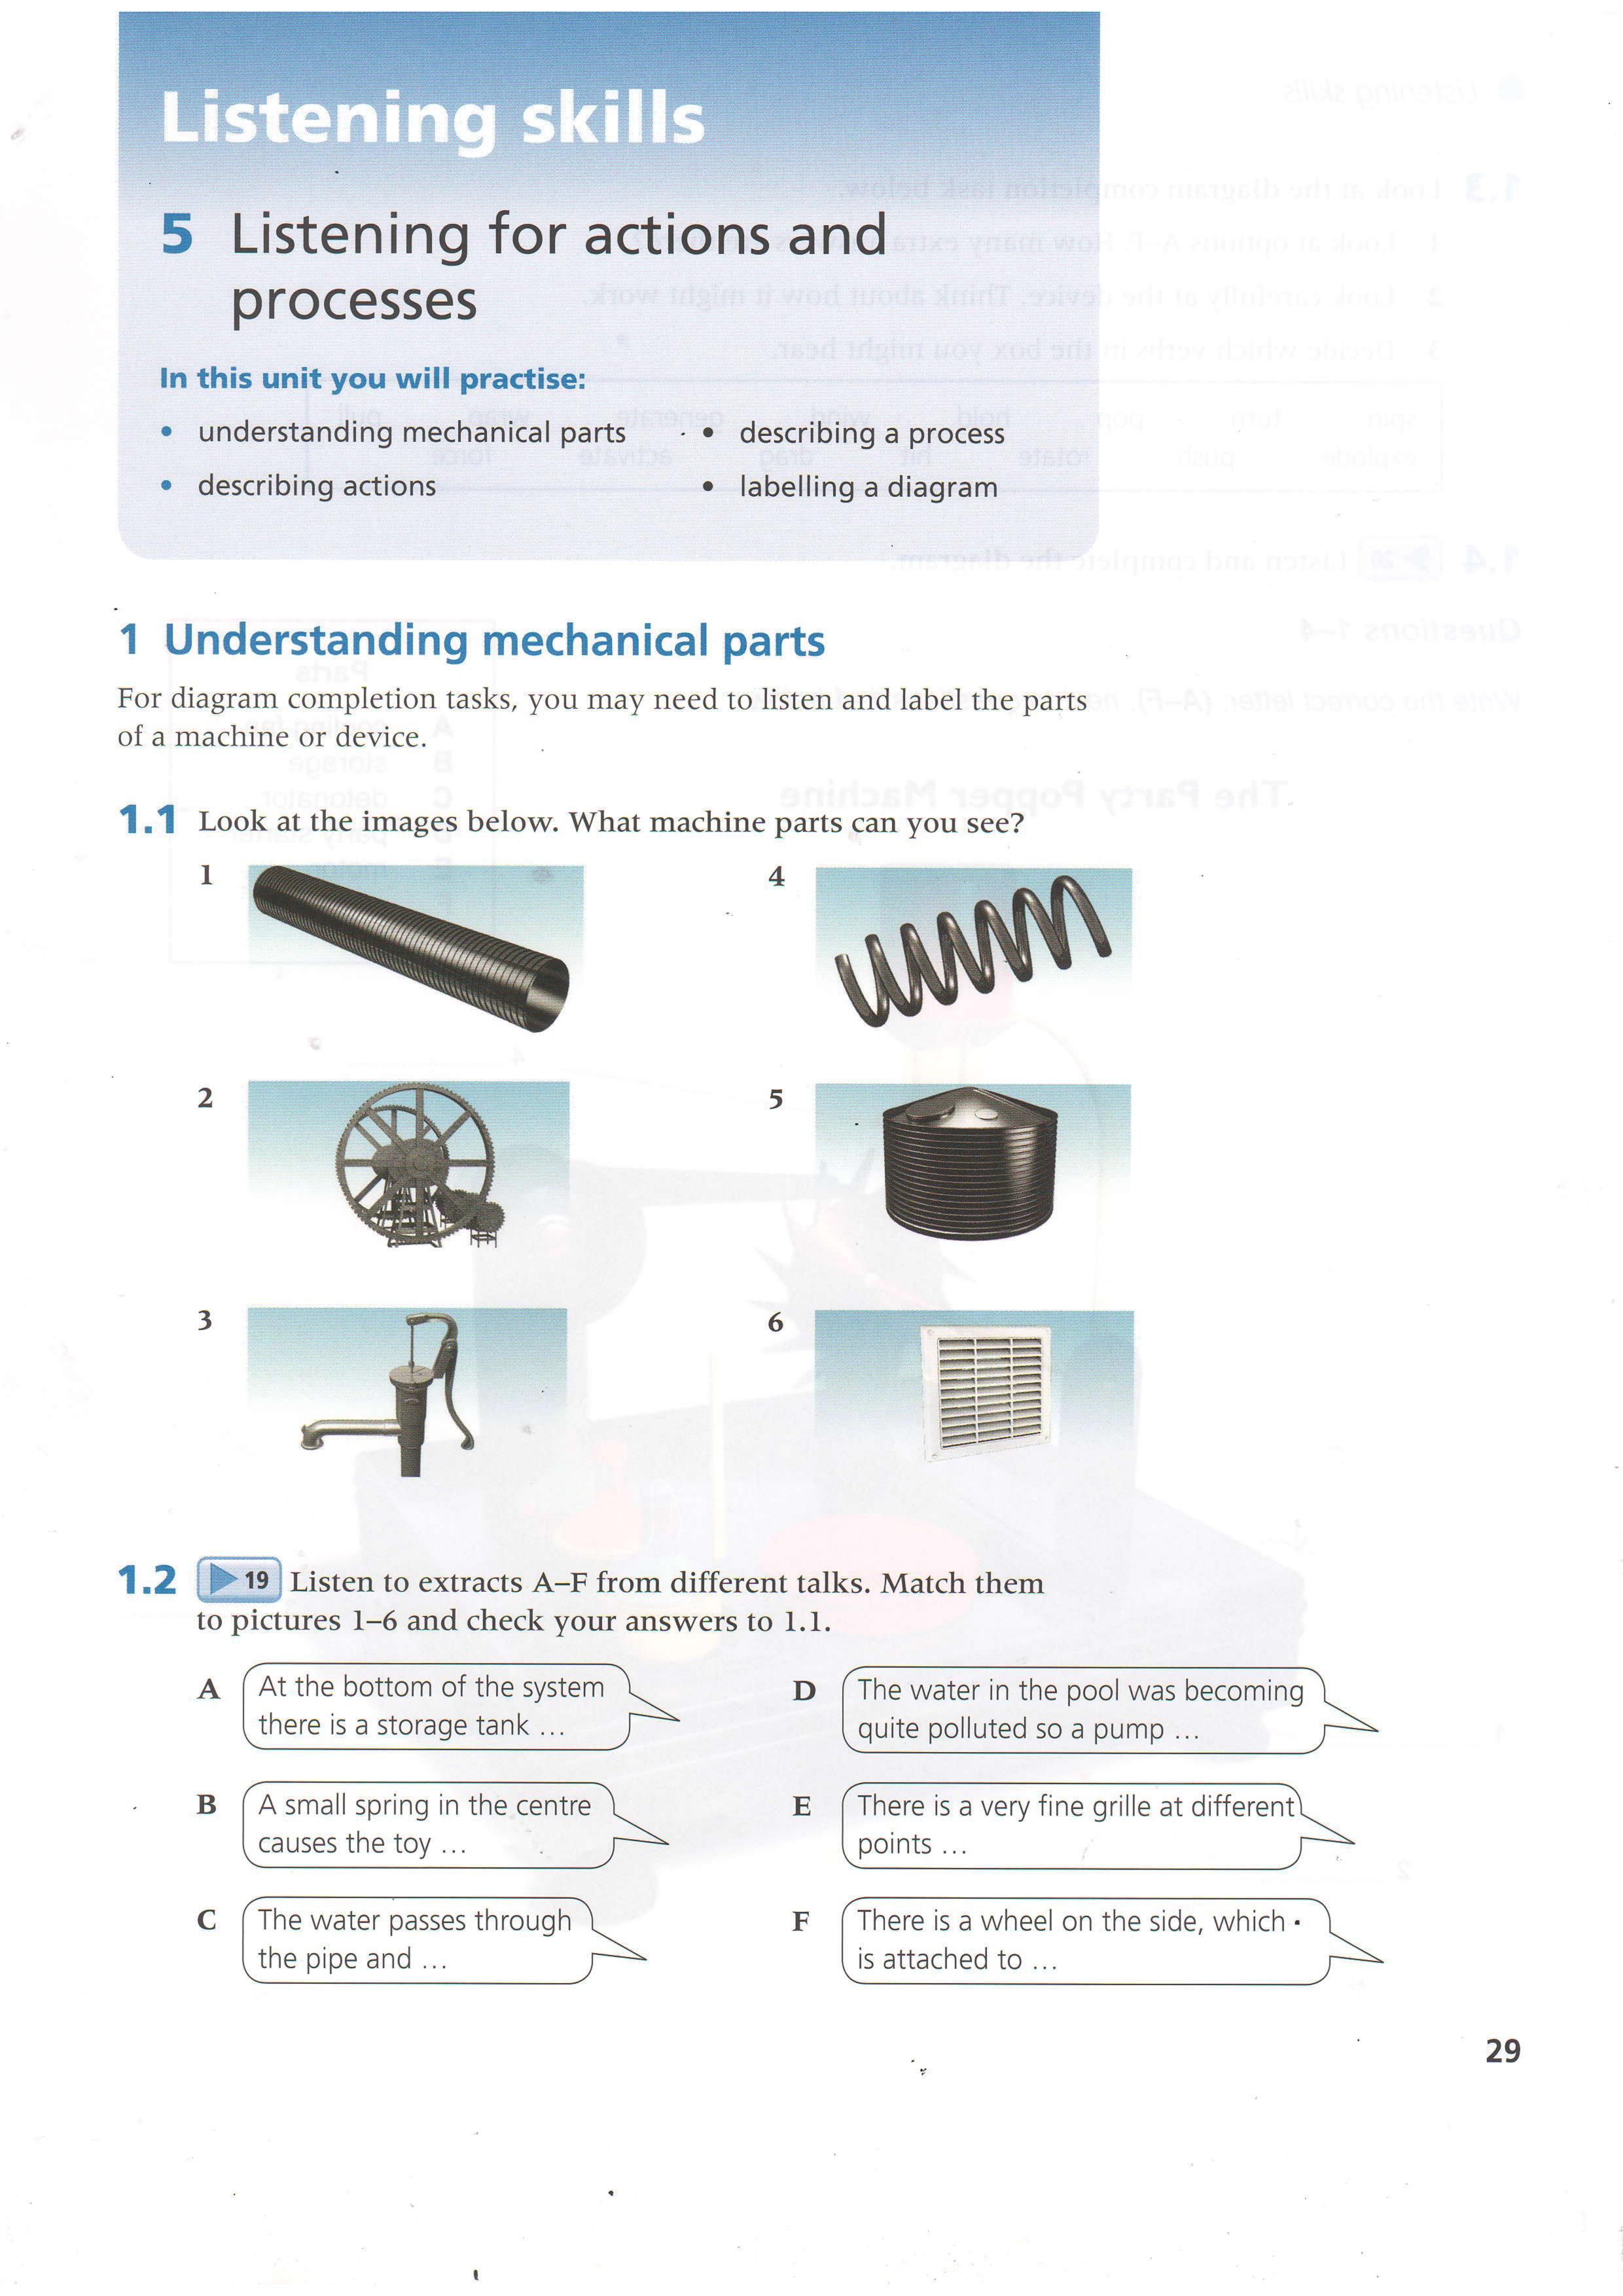 Listening skills
5 Listening for actions and
processes
In this unit you will practise:
• understanding mechanical parts
• describing actions
• describing a process
• labelling a diagram
1 Understanding mechanical parts
For diagram completion tasks, you may need to listen and label the parts
of a machine or device.
1.1 Look at the images below. What machine parts can you see?
1
4
2
5
3
6
1.2 19 Listen to extracts A–F from different talks. Match them
to pictures 1–6 and check your answers to 1.1.
A At the bottom of the system
there is a storage tank ...
D The water in the pool was becoming
quite polluted so a pump ...
B A small spring in the centre
causes the toy ...
E There is a very fine grille at different
points ...
C The water passes through
the pipe and ...
F There is a wheel on the side, which
is attached to ...
29